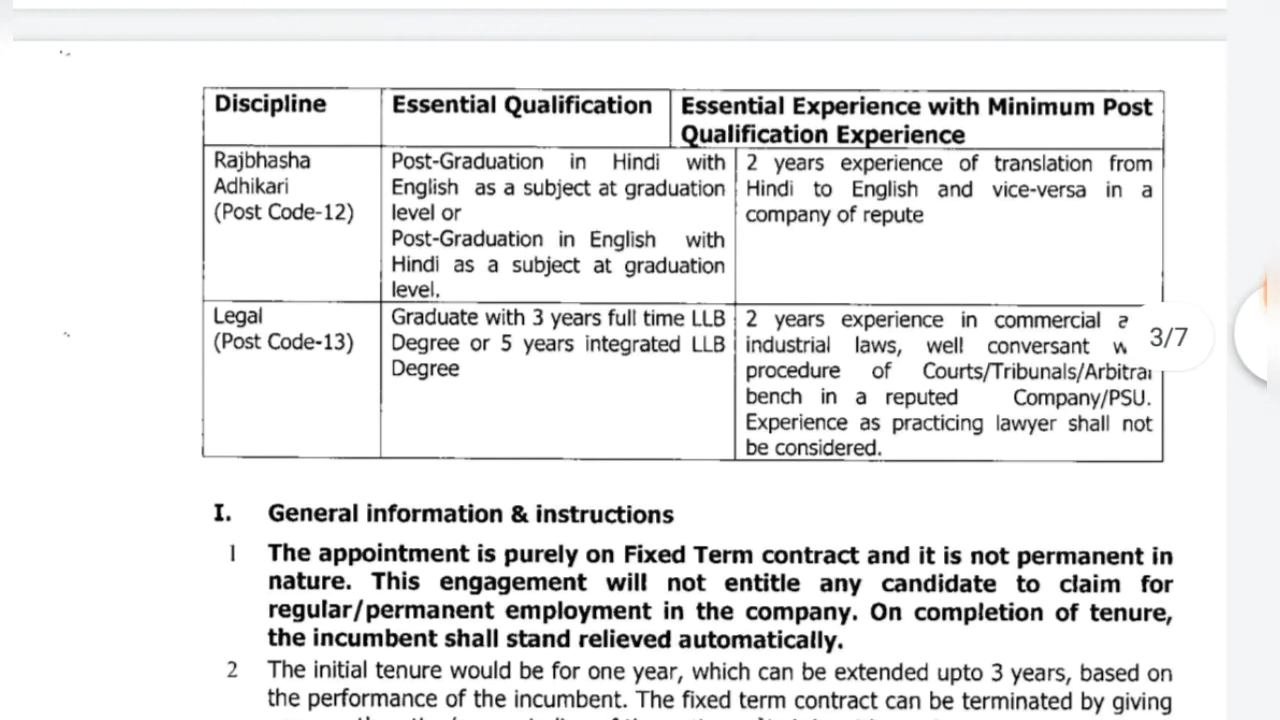 Discipline
Essential Qualification
Essential Experience with Minimum Post
Qualification Experience
Rajbhasha
Adhikari
(Post Code-12)
Post-Graduation in Hindi with
English as a subject at graduation
level or
Post-Graduation in English with
Hindi as a subject at graduation
level.
2 years experience of translation from
Hindi to English and vice-versa in a
company of repute
Legal
(Post Code-13)
Graduate with 3 years full time LLB
Degree or 5 years integrated LLB
Degree
2 years experience in commercial
industrial laws, well conversant
procedure of Courts/Tribunals/Arbitral
bench in a reputed Company/PSU.
Experience as practicing lawyer shall not
be considered.
3/7
I. General information & instructions
1 The appointment is purely on Fixed Term contract and it is not permanent in
nature. This engagement will not entitle any candidate to claim for
regular/permanent employment in the company. On completion of tenure,
the incumbent shall stand relieved automatically.
2 The initial tenure would be for one year, which can be extended upto 3 years, based on
the performance of the incumbent. The fixed term contract can be terminated by giving